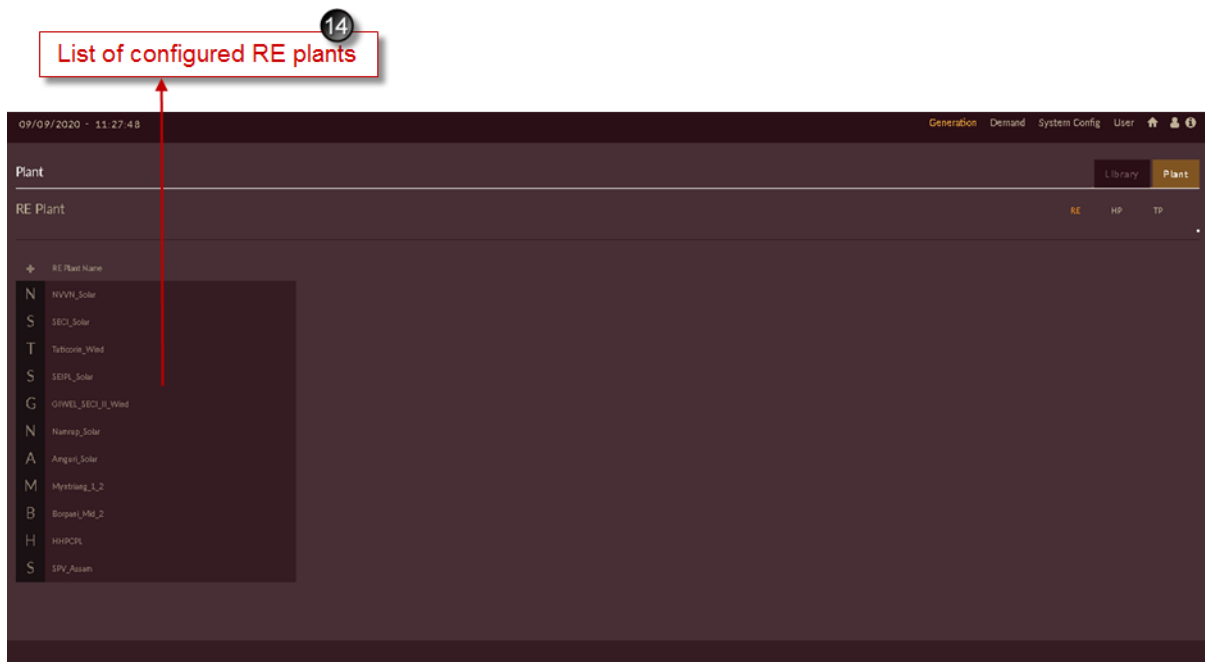 14
List of configured RE plants
09/09/2020 - 11:27:48 Generation Demand System Config User
Plant Library Plant
RE Plant RE HP TP
RE Plant Name
N NVVN_Solar
S SECI_Solar
T Tuticorin_Wind
S SEIPL_Solar
G GIWEL_SECI_II_Wind
N Namrup_Solar
A Amguri_Solar
M Myntriang_1_2
B Borpani_Mid_2
H HHPCPL
S SPV_Assam